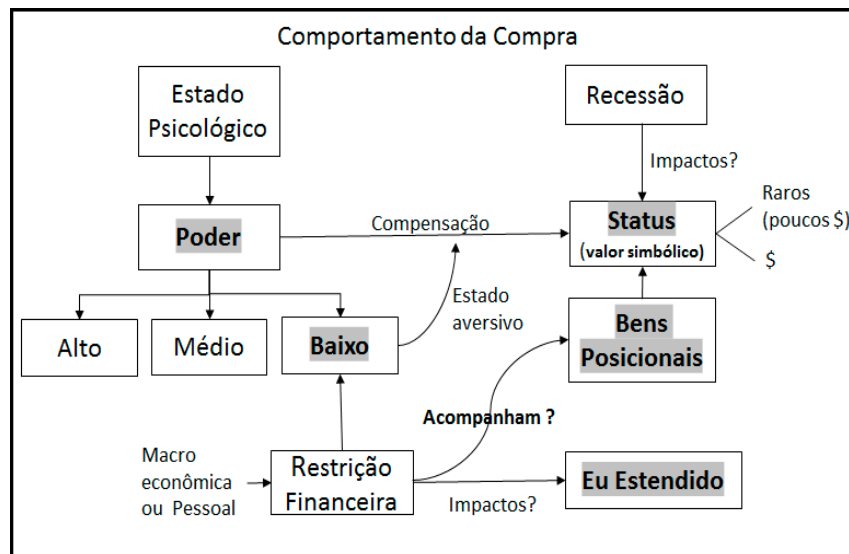 Comportamento da Compra
Estado
Psicológico
Recessão
Impactos?
Raros
(poucos $)
Poder
Compensação
Status
(valor simbólico)
$
Estado
aversivo
Alto
Médio
Baixo
Bens
Posicionais
Acompanham ?
Macro
econômica
ou Pessoal
Restrição
Financeira
Impactos?
Eu Estendido